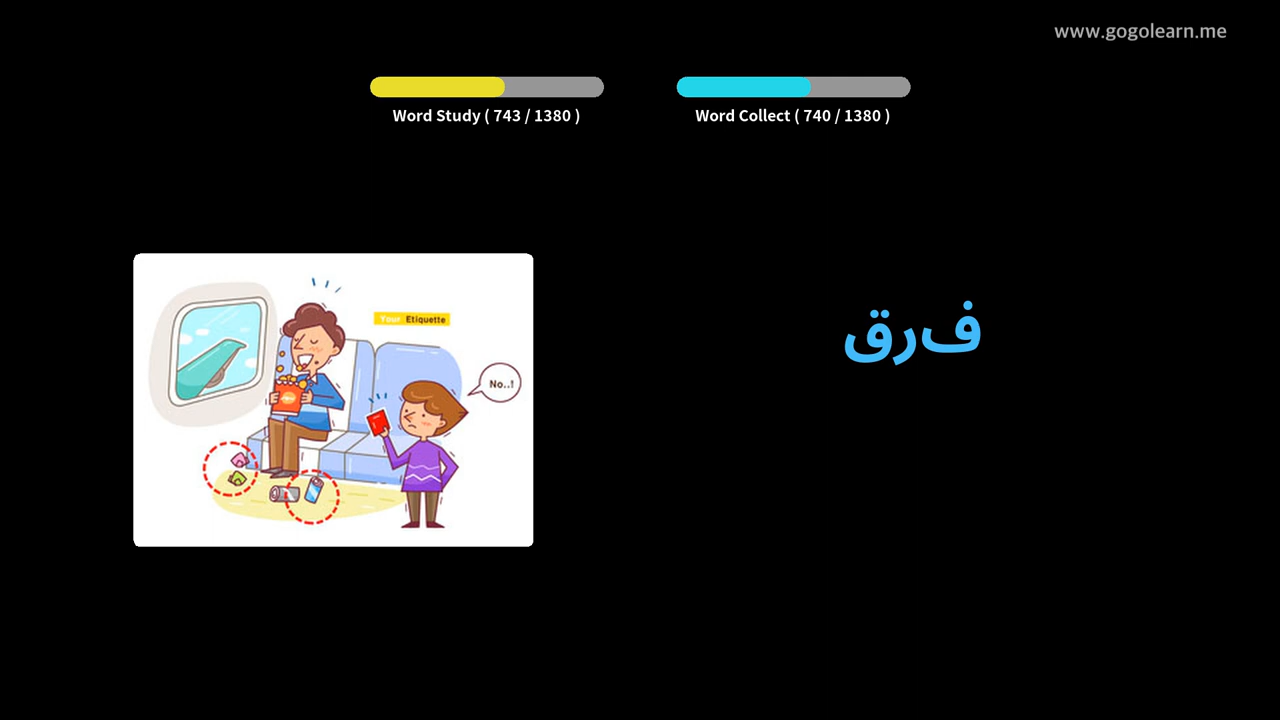 www.gogolearn.me
Word Study ( 743 / 1380 )
Word Collect ( 740 / 1380 )
Your Etiquette
No..!
فرق